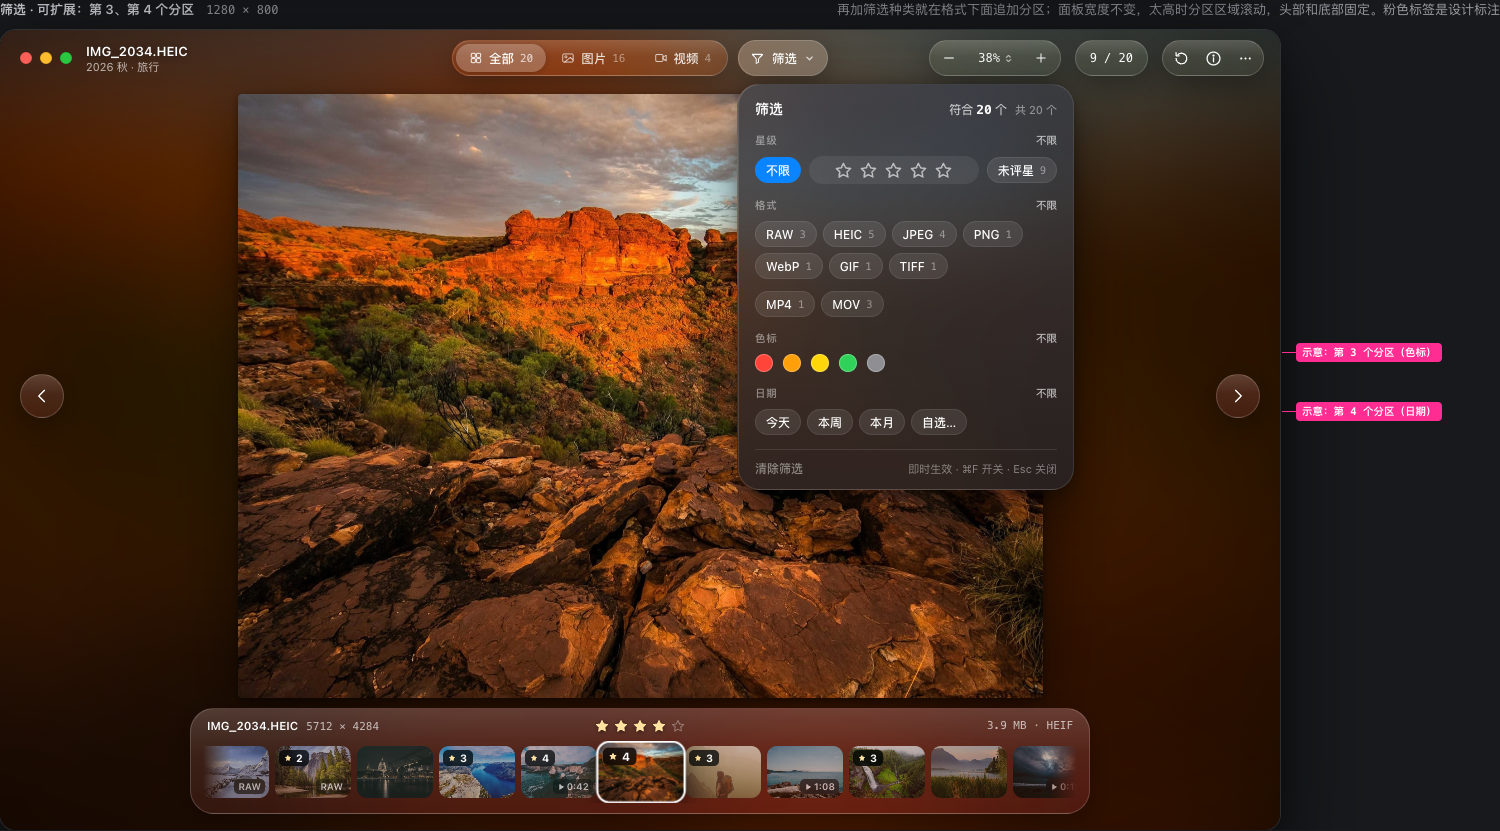 筛选 · 可扩展：第 3、第 4 个分区 1280 × 800
再加筛选种类就在格式下面追加分区；面板宽度不变，太高时分区区域滚动，头部和底部固定。粉色标签是设计标注
IMG_2034.HEIC
2026 秋 · 旅行
全部 20 图片 16 视频 4
筛选
38%
9 / 20
筛选 符合 20 个 共 20 个
星级 不限
不限 未评星 9
格式 不限
RAW 3 HEIC 5 JPEG 4 PNG 1
WebP 1 GIF 1 TIFF 1
MP4 1 MOV 3
色标 不限
示意：第 3 个分区（色标）
日期 不限
示意：第 4 个分区（日期）
今天 本周 本月 自选…
清除筛选 即时生效 · ⌘F 开关 · Esc 关闭
IMG_2034.HEIC 5712 × 4284 3.9 MB · HEIF
RAW
2 RAW
3
4 0:42
4
3
1:08
3